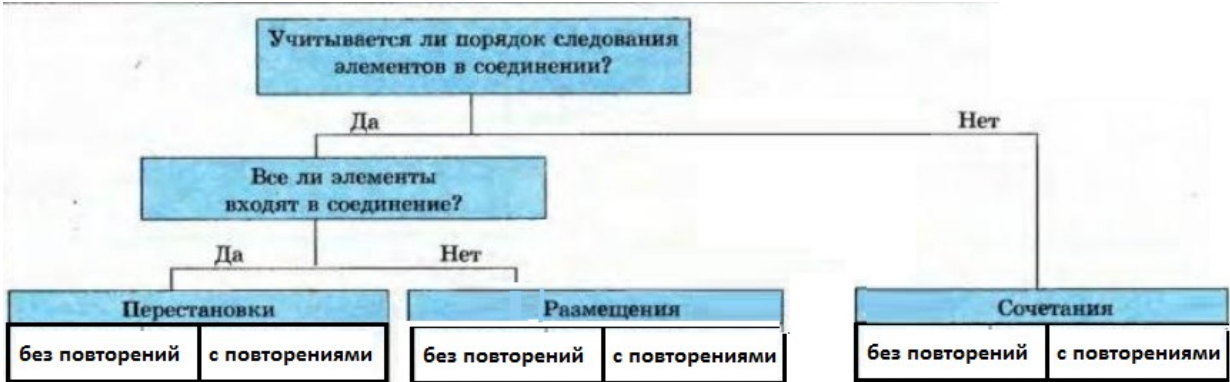 Учитывается ли порядок следования
элементов в соединении?
Да
Нет
Все ли элементы
входят в соединение?
Да
Нет
Перестановки
Размещения
Сочетания
без повторений
с повторениями
без повторений
с повторениями
без повторений
с повторениями